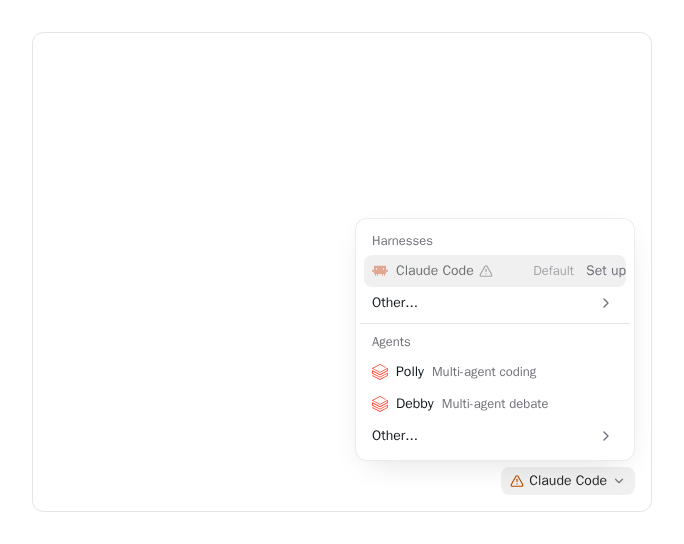 Harnesses
Claude Code Default Set up
Other...
Agents
Polly Multi-agent coding
Debby Multi-agent debate
Other...
Claude Code